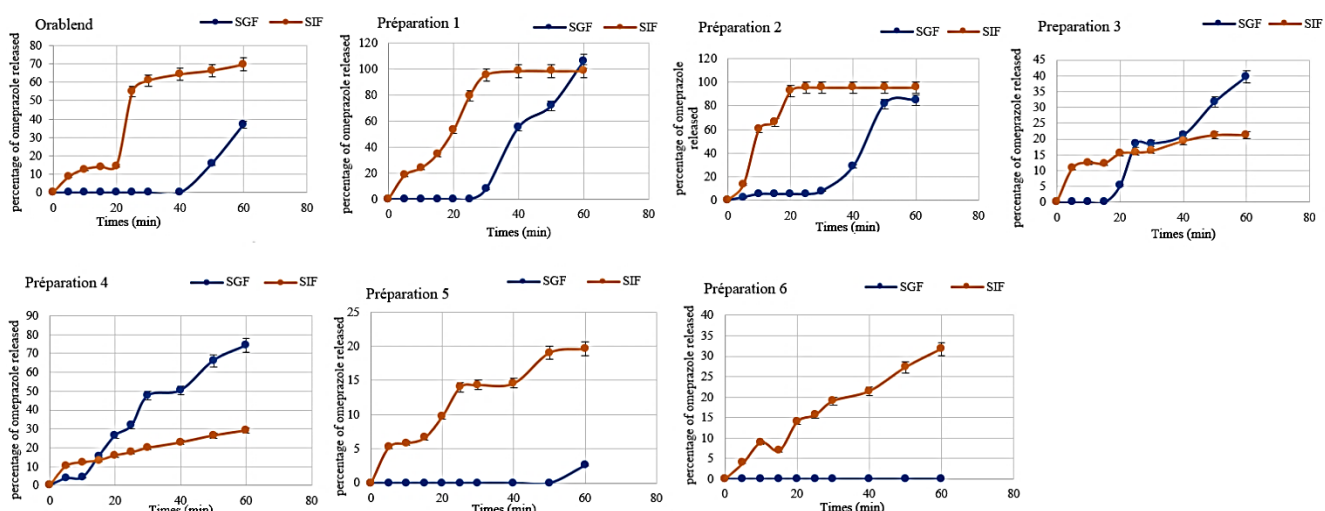 Orablend
SGF SIF
percentage of omeprazole released
80
70
60
50
40
30
20
10
0
0 20 40 60 80
Times (min)
Préparation 1
SGF SIF
percentage of omeprazole released
120
100
80
60
40
20
0
0 20 40 60 80
Times (min)
Préparation 2
SGF SIF
percentage of omeprazole
released
120
100
80
60
40
20
0
0 20 40 60 80
Times (min)
Préparation 3
SGF SIF
percentage of omeprazole released
45
40
35
30
25
20
15
10
5
0
0 20 40 60 80
Times (min)
Préparation 4
SGF SIF
percentage of omeprazole released
90
80
70
60
50
40
30
20
10
0
0 20 40 60 80
Times (min)
Préparation 5
SGF SIF
percentage of omeprazole released
25
20
15
10
5
0
0 20 40 60 80
Times (min)
Préparation 6
SGF SIF
percentage of omeprazole released
40
35
30
25
20
15
10
5
0
0 20 40 60 80
Times (min)